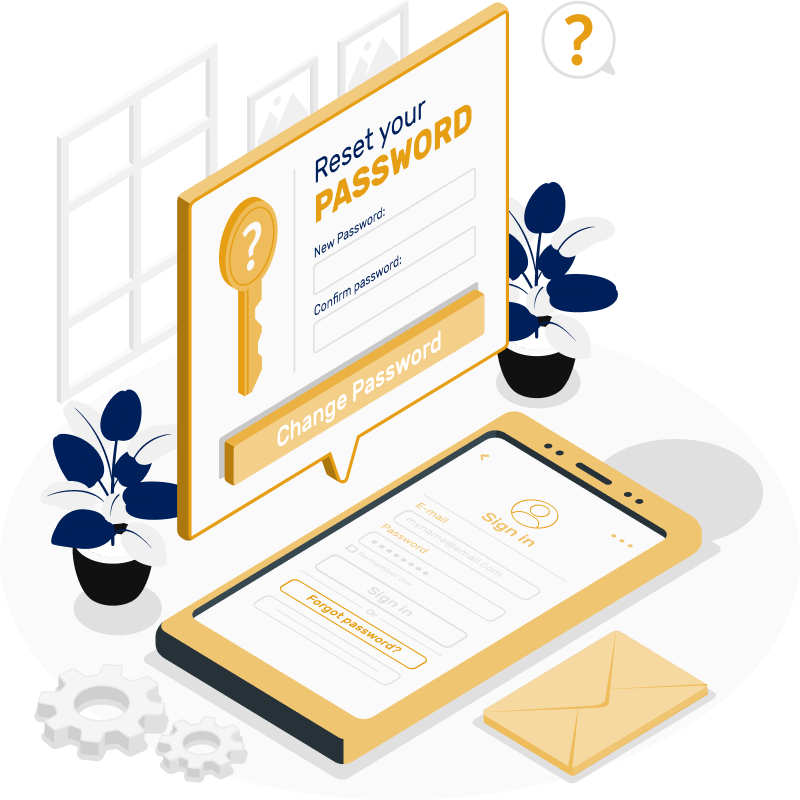 ?
Reset your
PASSWORD
?
New Password:
Confirm password:
Change Password
Sign in
E-mail
myname@email.com
Password
Remember me
Sign in
Or
Forgot password?